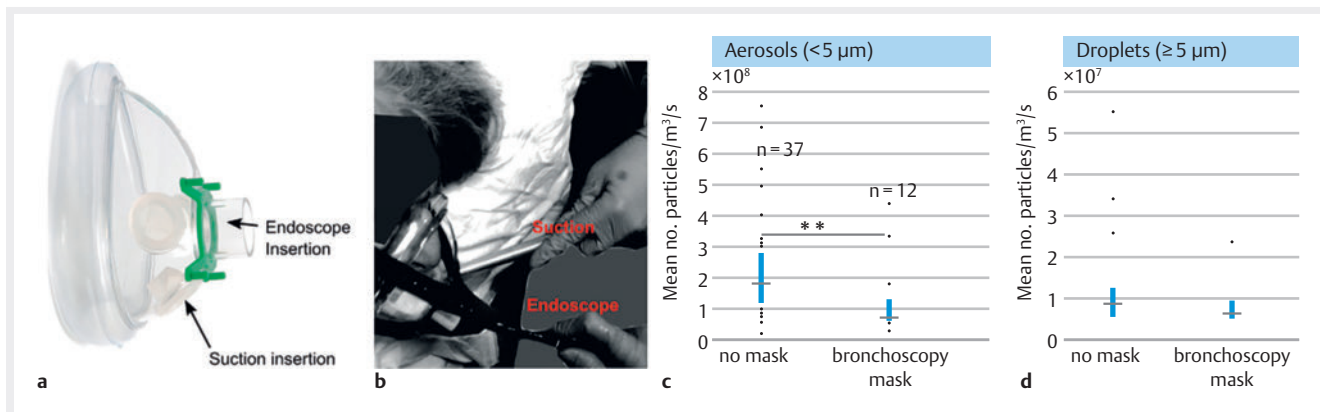 Endoscope
Insertion
Suction insertion
a
Suction
Endoscope
b
Aerosols (<5 µm)
×10⁸
Mean no. particles/m³/s
8
7
6
5
4
3
2
1
0
n = 37
n = 12
* *
no mask
bronchoscopy
mask
c
Droplets (≥ 5 µm)
×10⁷
Mean no. particles/m³/s
6
5
4
3
2
1
0
no mask
bronchoscopy
mask
d